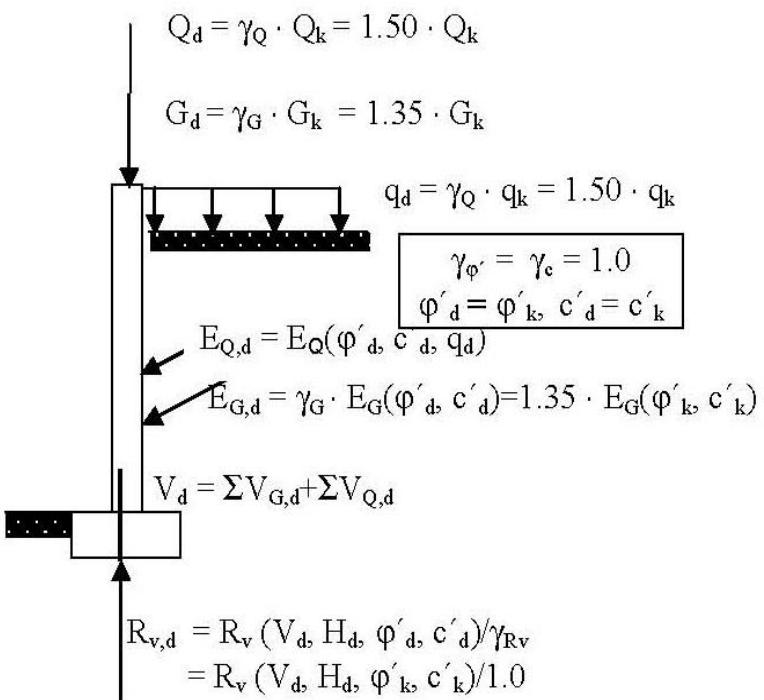 Q_d = γ_Q · Q_k = 1.50 · Q_k
G_d = γ_G · G_k = 1.35 · G_k
q_d = γ_Q · q_k = 1.50 · q_k
γ_φ´ = γ_c = 1.0
φ´_d = φ´_k, c´_d = c´_k
E_Q,d = E_Q(φ´_d, c´_d, q_d)
E_G,d = γ_G · E_G(φ´_d, c´_d)=1.35 · E_G(φ´_k, c´_k)
V_d = ΣV_G,d+ΣV_Q,d
R_v,d = R_v (V_d, H_d, φ´_d, c´_d)/γ_Rv
= R_v (V_d, H_d, φ´_k, c´_k)/1.0